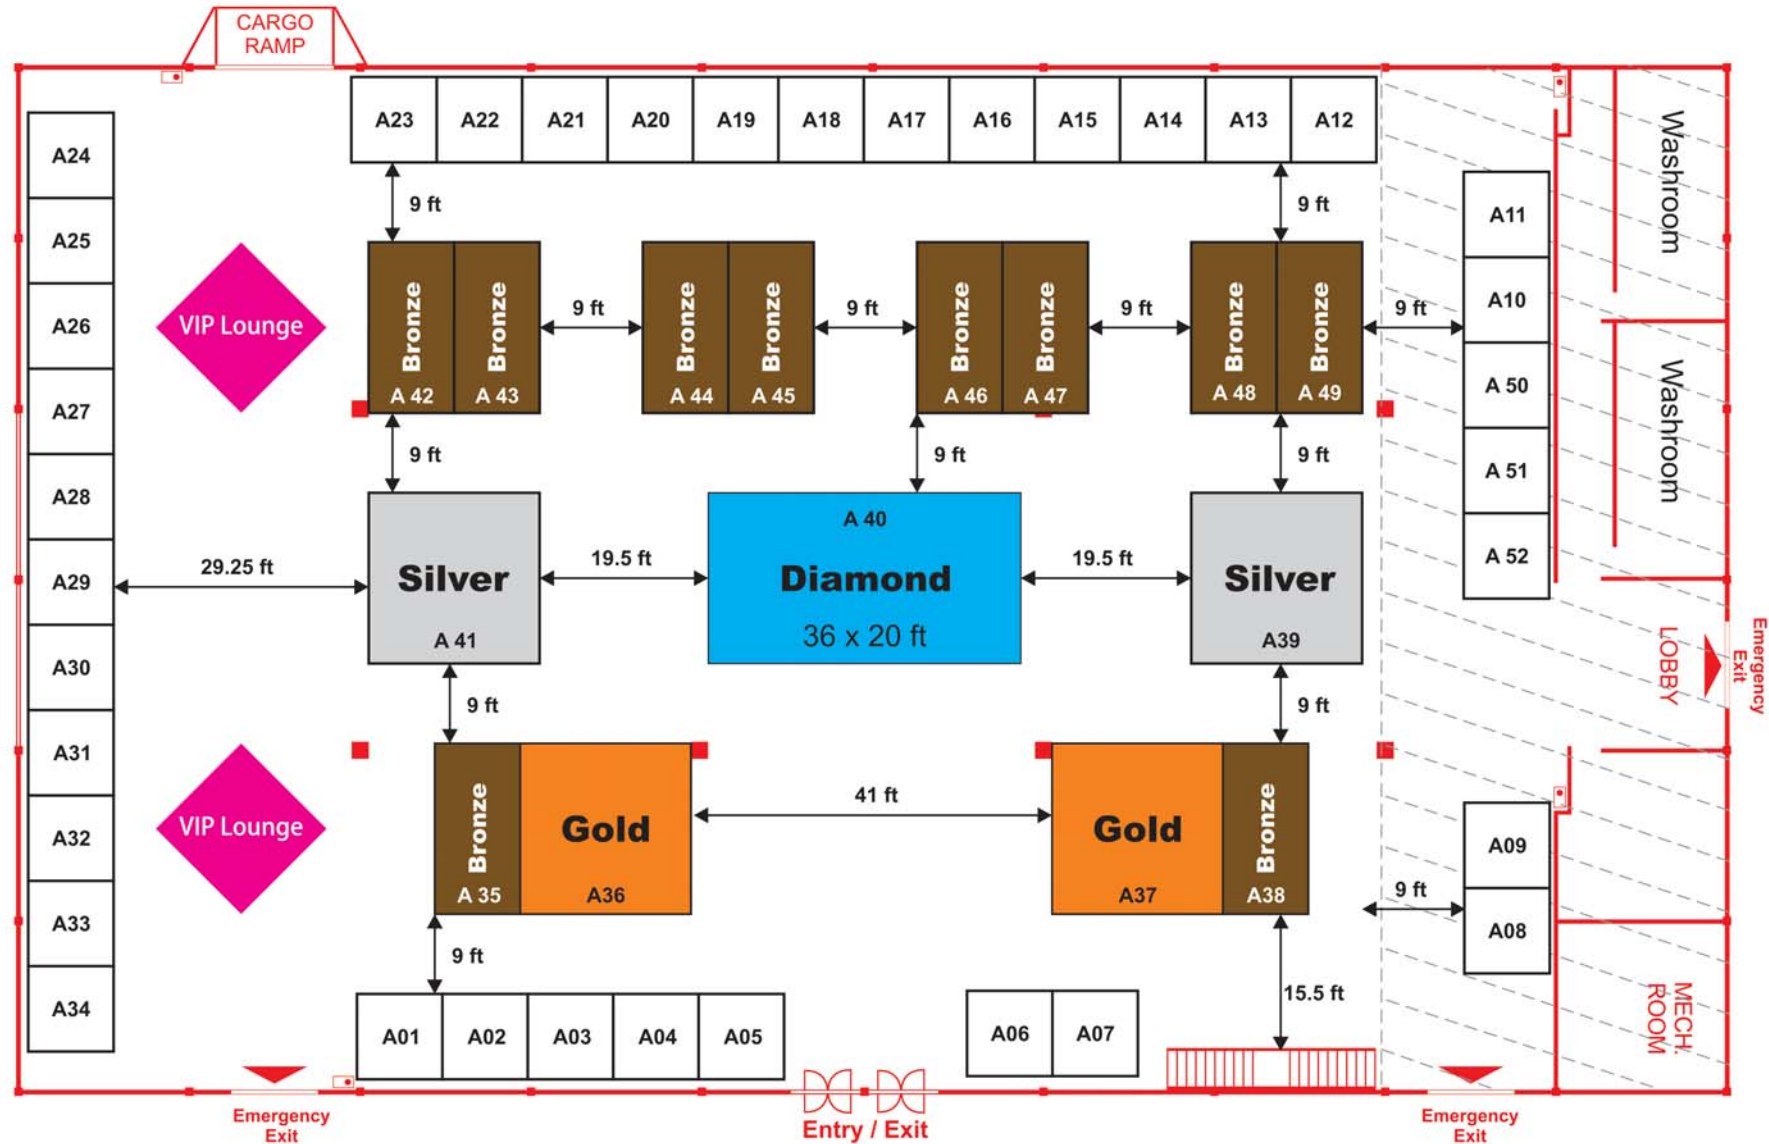 CARGO
RAMP
A23
A22
A21
A20
A19
A18
A17
A16
A15
A14
A13
A12
A24
A25
A26
A27
A28
A29
A30
A31
A32
A33
A34
9 ft
9 ft
VIP Lounge
Bronze
A 42
Bronze
A 43
9 ft
Bronze
A 44
Bronze
A 45
9 ft
Bronze
A 46
Bronze
A 47
9 ft
Bronze
A 48
Bronze
A 49
9 ft
A11
A10
A 50
A 51
A 52
Washroom
Washroom
9 ft
9 ft
9 ft
29.25 ft
Silver
A 41
19.5 ft
A 40
Diamond
36 x 20 ft
19.5 ft
Silver
A39
LOBBY
Emergency
Exit
9 ft
9 ft
VIP Lounge
Bronze
A 35
Gold
A36
41 ft
Gold
A37
Bronze
A38
9 ft
A09
A08
9 ft
15.5 ft
MECH.
ROOM
A01
A02
A03
A04
A05
A06
A07
Emergency
Exit
Entry / Exit
Emergency
Exit